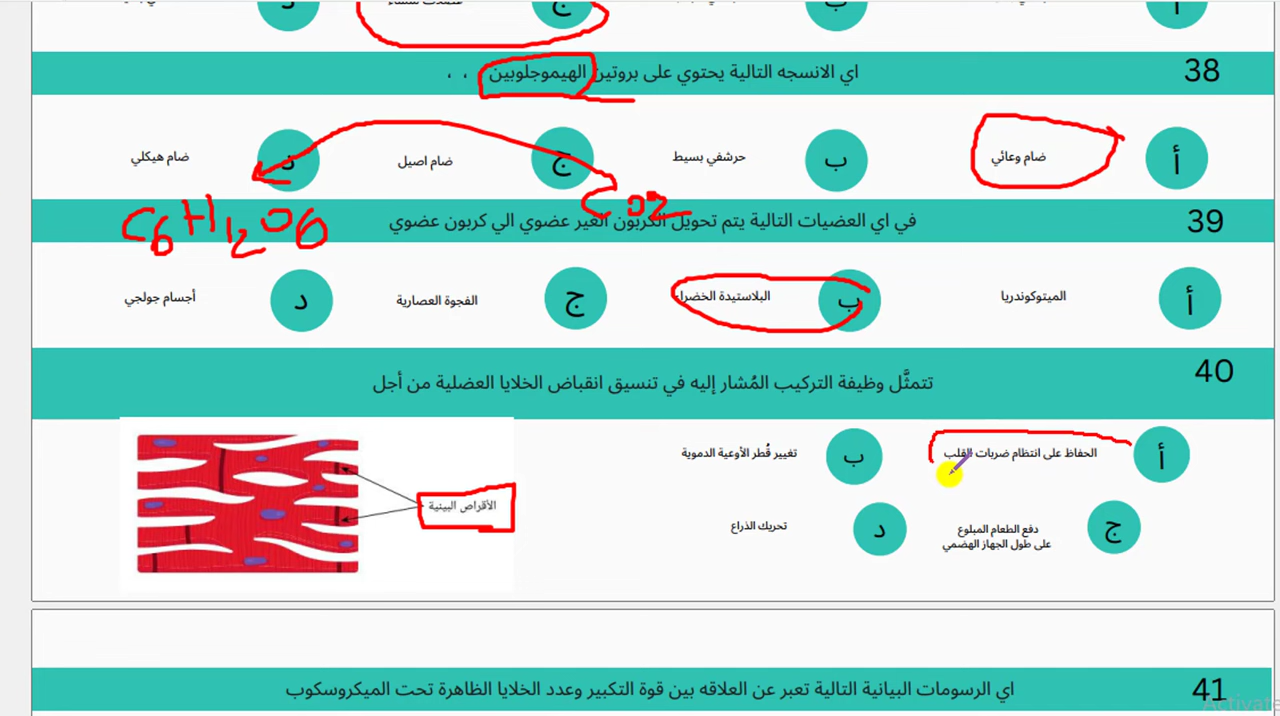 أ
ب
ج
د
38
اي الانسجه التالية يحتوي على بروتين الهيموجلوبين ، ،
أ
ضام وعائي
ب
حرشفي بسيط
ج
ضام اصيل
د
ضام هيكلي
CO2
C6H12O6
39
في اي العضيات التالية يتم تحويل الكربون الغير عضوي الي كربون عضوي
أ
الميتوكوندريا
ب
البلاستيدة الخضراء
ج
الفجوة العصارية
د
أجسام جولجي
40
تتمثَّل وظيفة التركيب المُشار إليه في تنسيق انقباض الخلايا العضلية من أجل
أ
الحفاظ على انتظام ضربات القلب
ب
تغيير قُطر الأوعية الدموية
ج
دفع الطعام المبلوع
على طول الجهاز الهضمي
د
تحريك الذراع
الأقراص البينية
41
اي الرسومات البيانية التالية تعبر عن العلاقه بين قوة التكبير وعدد الخلايا الظاهرة تحت الميكروسكوب